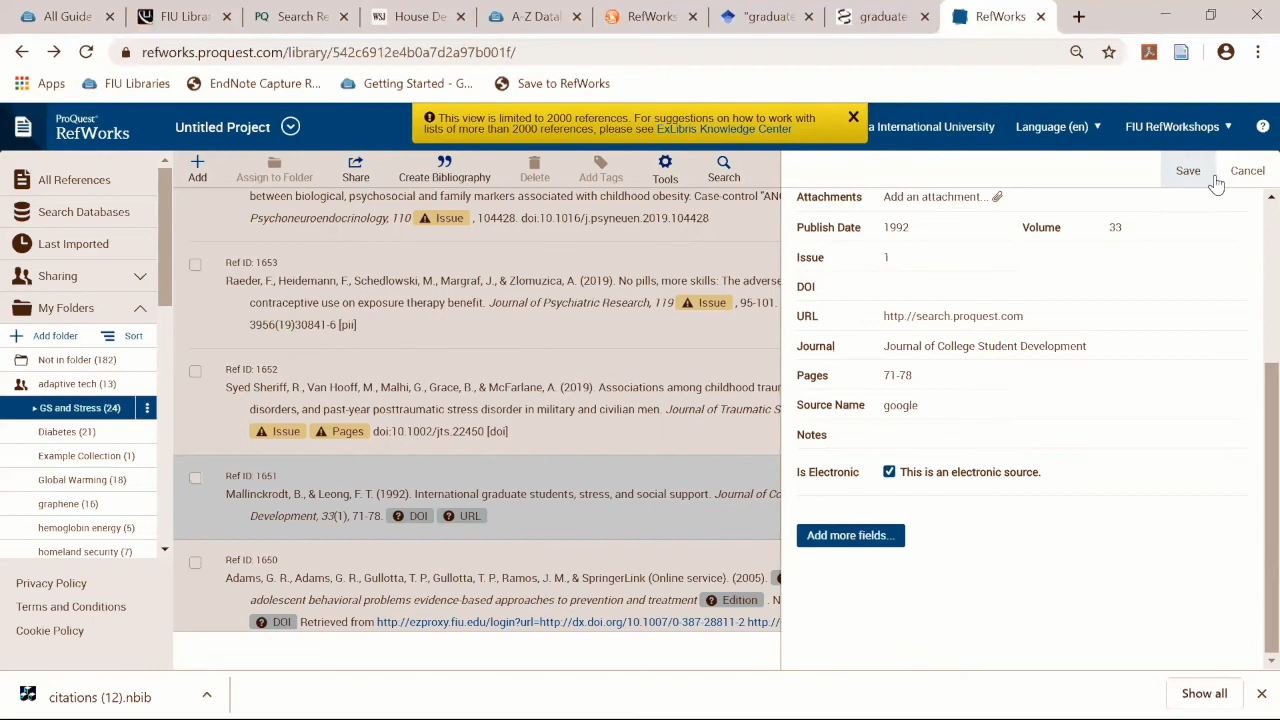 All Guide
FIU Librar
Search Re
House De
A-Z Datal
RefWorks
"graduate
graduate
RefWorks
refworks.proquest.com/library/542c6912e4b0a7d2a97b001f/
Apps
FIU Libraries
EndNote Capture R...
Getting Started - G...
Save to RefWorks
ProQuest
RefWorks
Untitled Project
This view is limited to 2000 references. For suggestions on how to work with
lists of more than 2000 references, please see ExLibris Knowledge Center
a International University
Language (en)
FIU RefWorkshops
All References
Search Databases
Last Imported
Sharing
My Folders
Add folder
Sort
Not in folder (182)
adaptive tech (13)
GS and Stress (24)
Diabetes (21)
Example Collection (1)
Global Warming (18)
graphene (16)
hemoglobin energy (5)
homeland security (7)
Privacy Policy
Terms and Conditions
Cookie Policy
Add
Assign to Folder
Share
Create Bibliography
Delete
Add Tags
Tools
Search
between biological, psychosocial and family markers associated with childhood obesity: Case-control "ANO
Psychoneuroendocrinology, 110 Issue , 104428. doi:10.1016/j.psyneuen.2019.104428
Ref ID: 1653
Raeder, F., Heidemann, F., Schedlowski, M., Margraf, J., & Zlomuzica, A. (2019). No pills, more skills: The adverse
contraceptive use on exposure therapy benefit. Journal of Psychiatric Research, 119 Issue , 95-101.
3956(19)30841-6 [pii]
Ref ID: 1652
Syed Sheriff, R., Van Hooff, M., Malhi, G., Grace, B., & McFarlane, A. (2019). Associations among childhood trau
disorders, and past-year posttraumatic stress disorder in military and civilian men. Journal of Traumatic S
Issue Pages doi:10.1002/jts.22450 [doi]
Ref ID: 1651
Mallinckrodt, B., & Leong, F. T. (1992). International graduate students, stress, and social support. Journal of Co
Development, 33(1), 71-78. DOI URL
Ref ID: 1650
Adams, G. R., Adams, G. R., Gullotta, T. P., Gullotta, T. P., Ramos, J. M., & SpringerLink (Online service). (2005).
adolescent behavioral problems evidence-based approaches to prevention and treatment Edition . N
DOI Retrieved from http://ezproxy.fiu.edu/login?url=http://dx.doi.org/10.1007/0-387-28811-2 http://
Save
Cancel
Attachments Add an attachment...
Publish Date 1992 Volume 33
Issue 1
DOI
URL http://search.proquest.com
Journal Journal of College Student Development
Pages 71-78
Source Name google
Notes
Is Electronic This is an electronic source.
Add more fields...
citations (12).nbib
Show all